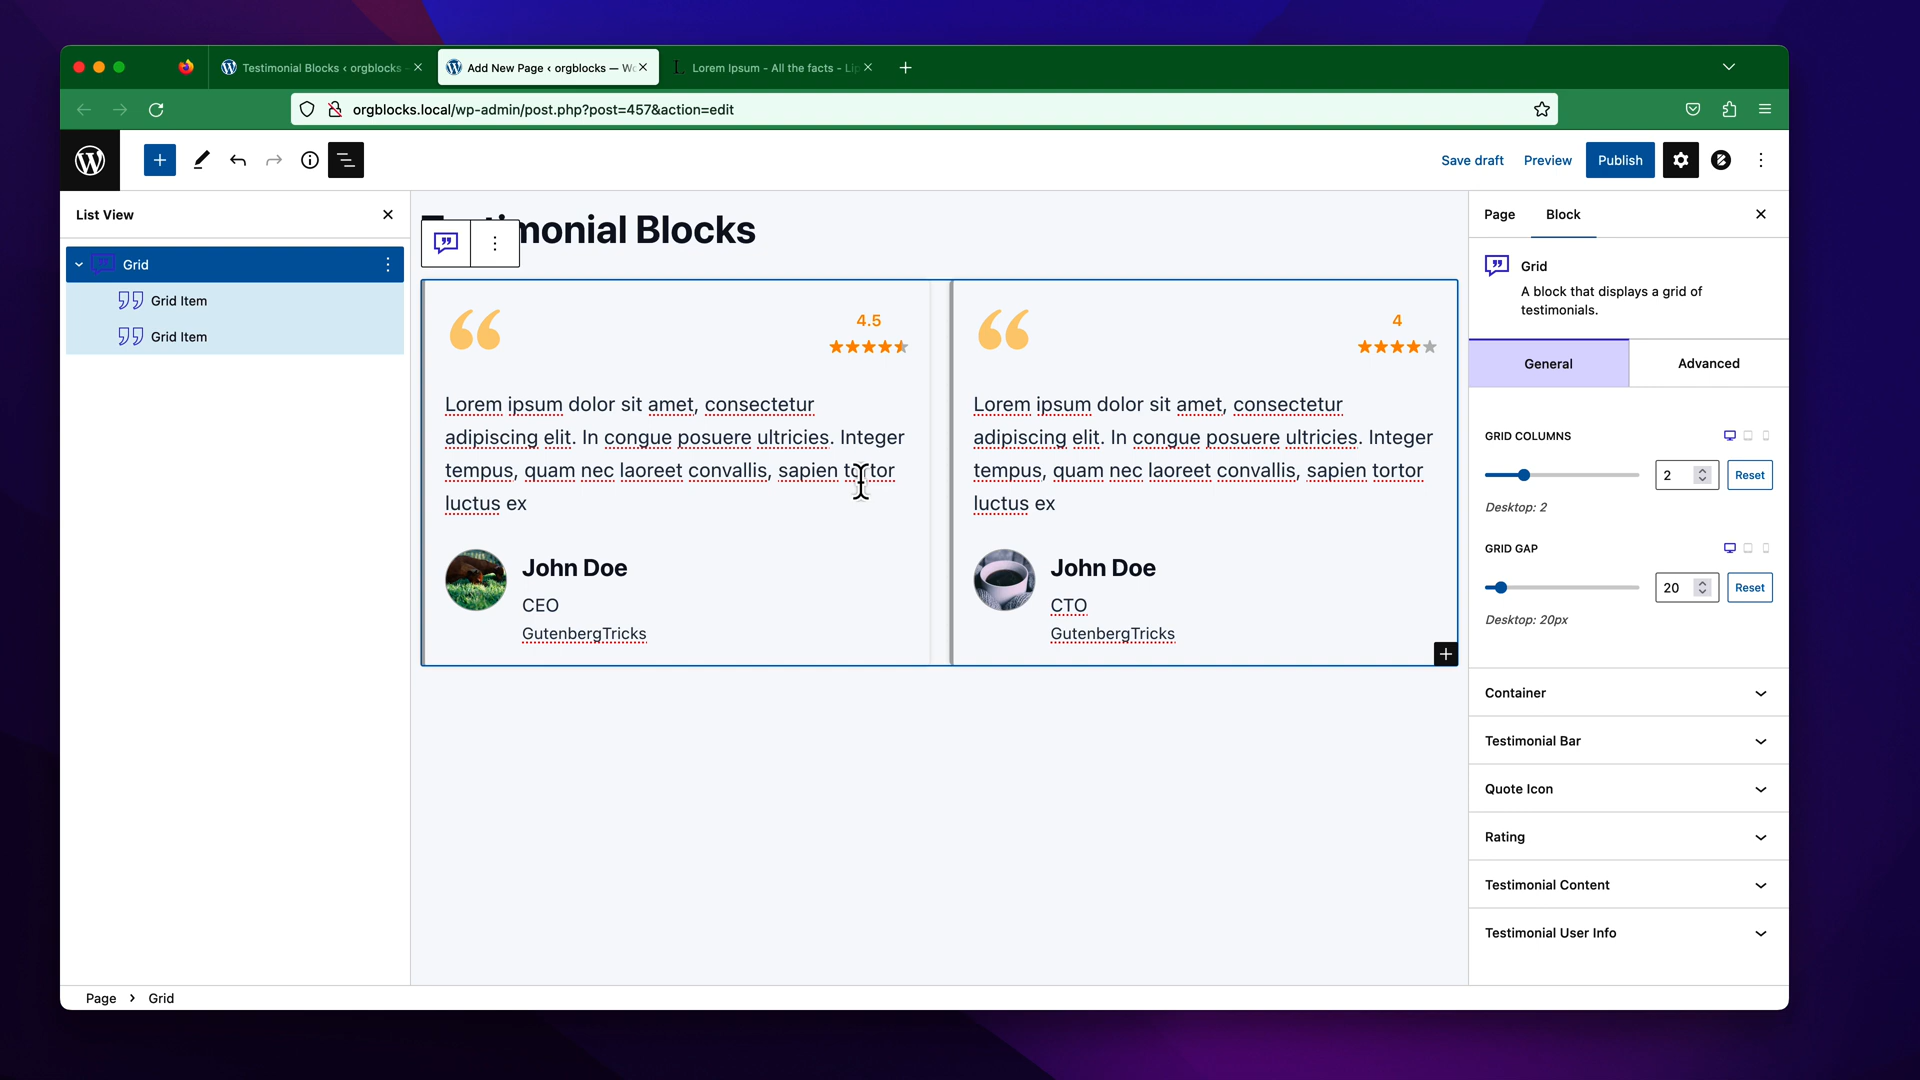 Testimonial Blocks ‹ orgblocks
Add New Page ‹ orgblocks — Wo
Lorem Ipsum - All the facts - Lip
orgblocks.local/wp-admin/post.php?post=457&action=edit
Save draft
Preview
Publish
List View
Grid
Grid Item
Grid Item
monial Blocks
4.5
Lorem ipsum dolor sit amet, consectetur
adipiscing elit. In congue posuere ultricies. Integer
tempus, quam nec laoreet convallis, sapien tortor
luctus ex
John Doe
CEO
GutenbergTricks
4
Lorem ipsum dolor sit amet, consectetur
adipiscing elit. In congue posuere ultricies. Integer
tempus, quam nec laoreet convallis, sapien tortor
luctus ex
John Doe
CTO
GutenbergTricks
Page
Block
Grid
A block that displays a grid of
testimonials.
General
Advanced
GRID COLUMNS
2
Reset
Desktop: 2
GRID GAP
20
Reset
Desktop: 20px
Container
Testimonial Bar
Quote Icon
Rating
Testimonial Content
Testimonial User Info
Page › Grid